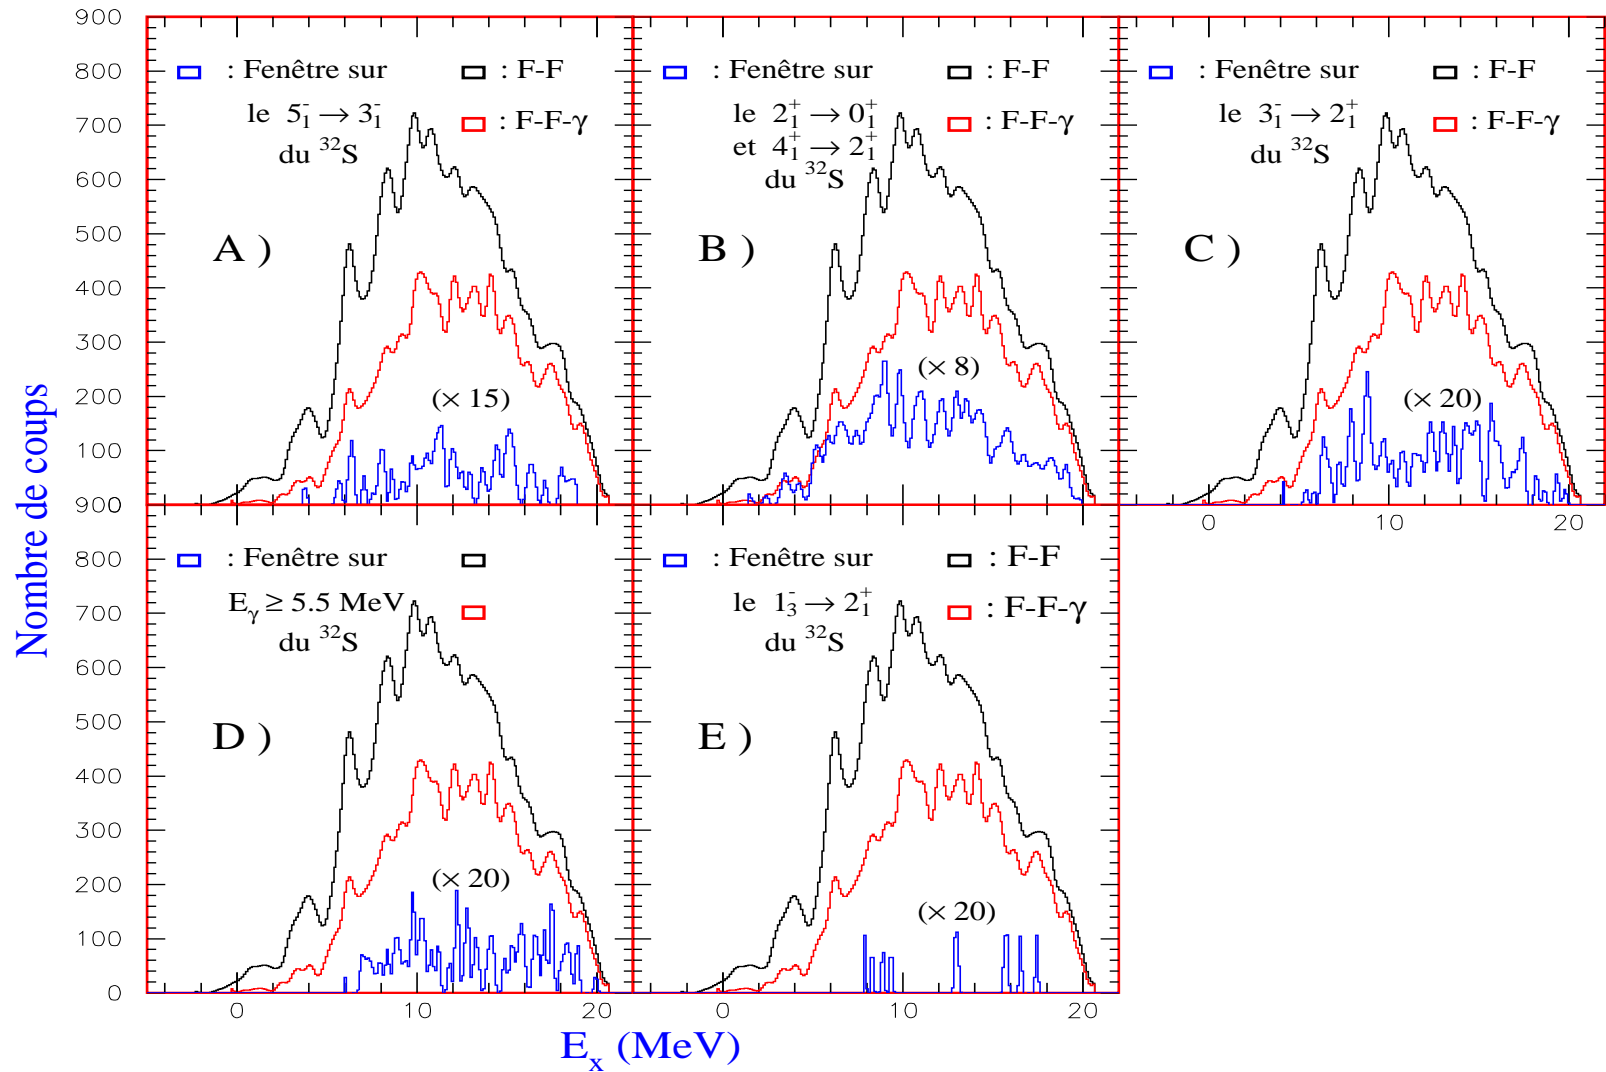 900
800
700
600
500
400
300
200
100
900
800
700
600
500
400
300
200
100
0
Nombre de coups
: Fenêtre sur
: F-F
le 5₁⁻ → 3₁⁻
: F-F-γ
du ³²S
A )
(× 15)
: Fenêtre sur
: F-F
le 2₁⁺ → 0₁⁺
: F-F-γ
et 4₁⁺ → 2₁⁺
du ³²S
B )
(× 8)
: Fenêtre sur
: F-F
le 3₁⁻ → 2₁⁺
: F-F-γ
du ³²S
C )
(× 20)
0 10 20
: Fenêtre sur
E_γ ≥ 5.5 MeV
du ³²S
D )
(× 20)
0 10 20
: Fenêtre sur
: F-F
le 1₃⁻ → 2₁⁺
: F-F-γ
du ³²S
E )
(× 20)
0 10 20
Eₓ (MeV)